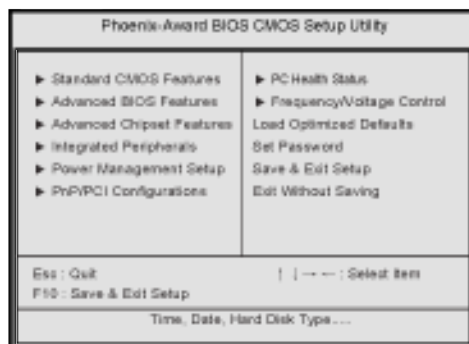 Phoenix-Award BIOS CMOS Setup Utility
► Standard CMOS Features
► Advanced BIOS Features
► Advanced Chipset Features
► Integrated Peripherals
► Power Management Setup
► PnP/PCI Configurations
► PC Health Status
► Frequency/Voltage Control
Load Optimized Defaults
Set Password
Save & Exit Setup
Exit Without Saving
Esc : Quit
↑ ↓ → ← : Select Item
F10 : Save & Exit Setup
Time, Date, Hard Disk Type.....